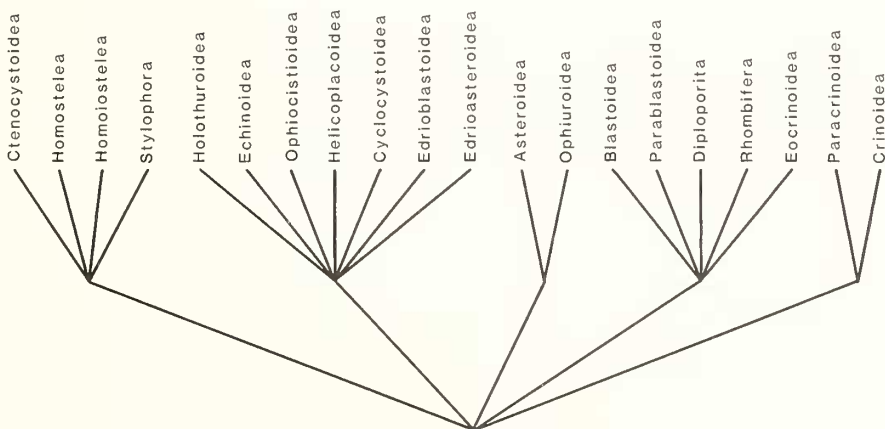 Ctenocystoidea
Homostelea
Homoiostelea
Stylophora
Holothuroidea
Echinoidea
Ophiocistioidea
Helicoplacoidea
Cyclocystoidea
Edrioblastoidea
Edrioasteroidea
Asteroidea
Ophiuroidea
Blastoidea
Parablastoidea
Diploporita
Rhombifera
Eocrinoidea
Paracrinoidea
Crinoidea